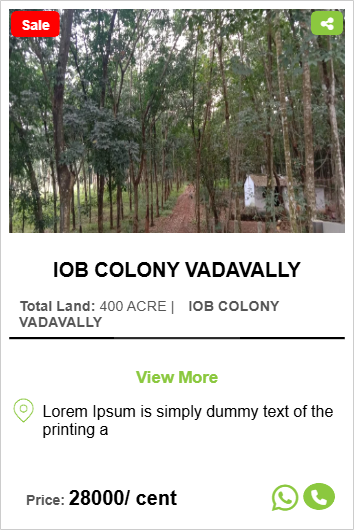 Sale
IOB COLONY VADAVALLY
Total Land: 400 ACRE | IOB COLONY
VADAVALLY
View More
Lorem Ipsum is simply dummy text of the
printing a
Price: 28000/ cent